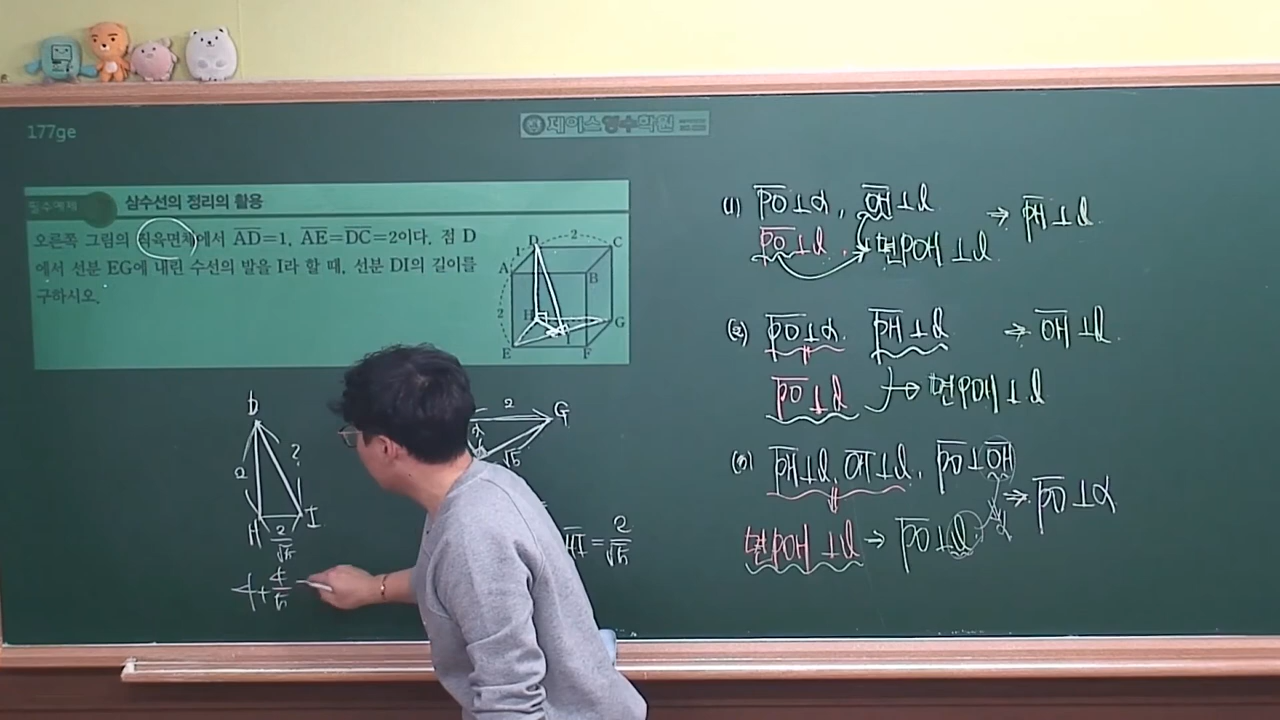 177ge
제이스영수학원
필수예제 삼수선의 정리의 활용
오른쪽 그림의 직육면체에서 AD=1, AE=DC=2이다. 점 D
에서 선분 EG에 내린 수선의 발을 I라 할 때, 선분 DI의 길이를
구하시오.
D 2 C
1
A B
2
H G
I
E F
D
2 ?
H I
2/√5
4+4/5
2 G
√5
HI=2/√5
(1) PO⊥α, OH⊥l ⇒ PH⊥l
PO⊥l, 면POH⊥l
(2) PO⊥α, PH⊥l ⇒ OH⊥l
PO⊥l → 면POH⊥l
(3) PH⊥l, OH⊥l, PO⊥OH ⇒ PO⊥α
면POH⊥l → PO⊥l
α